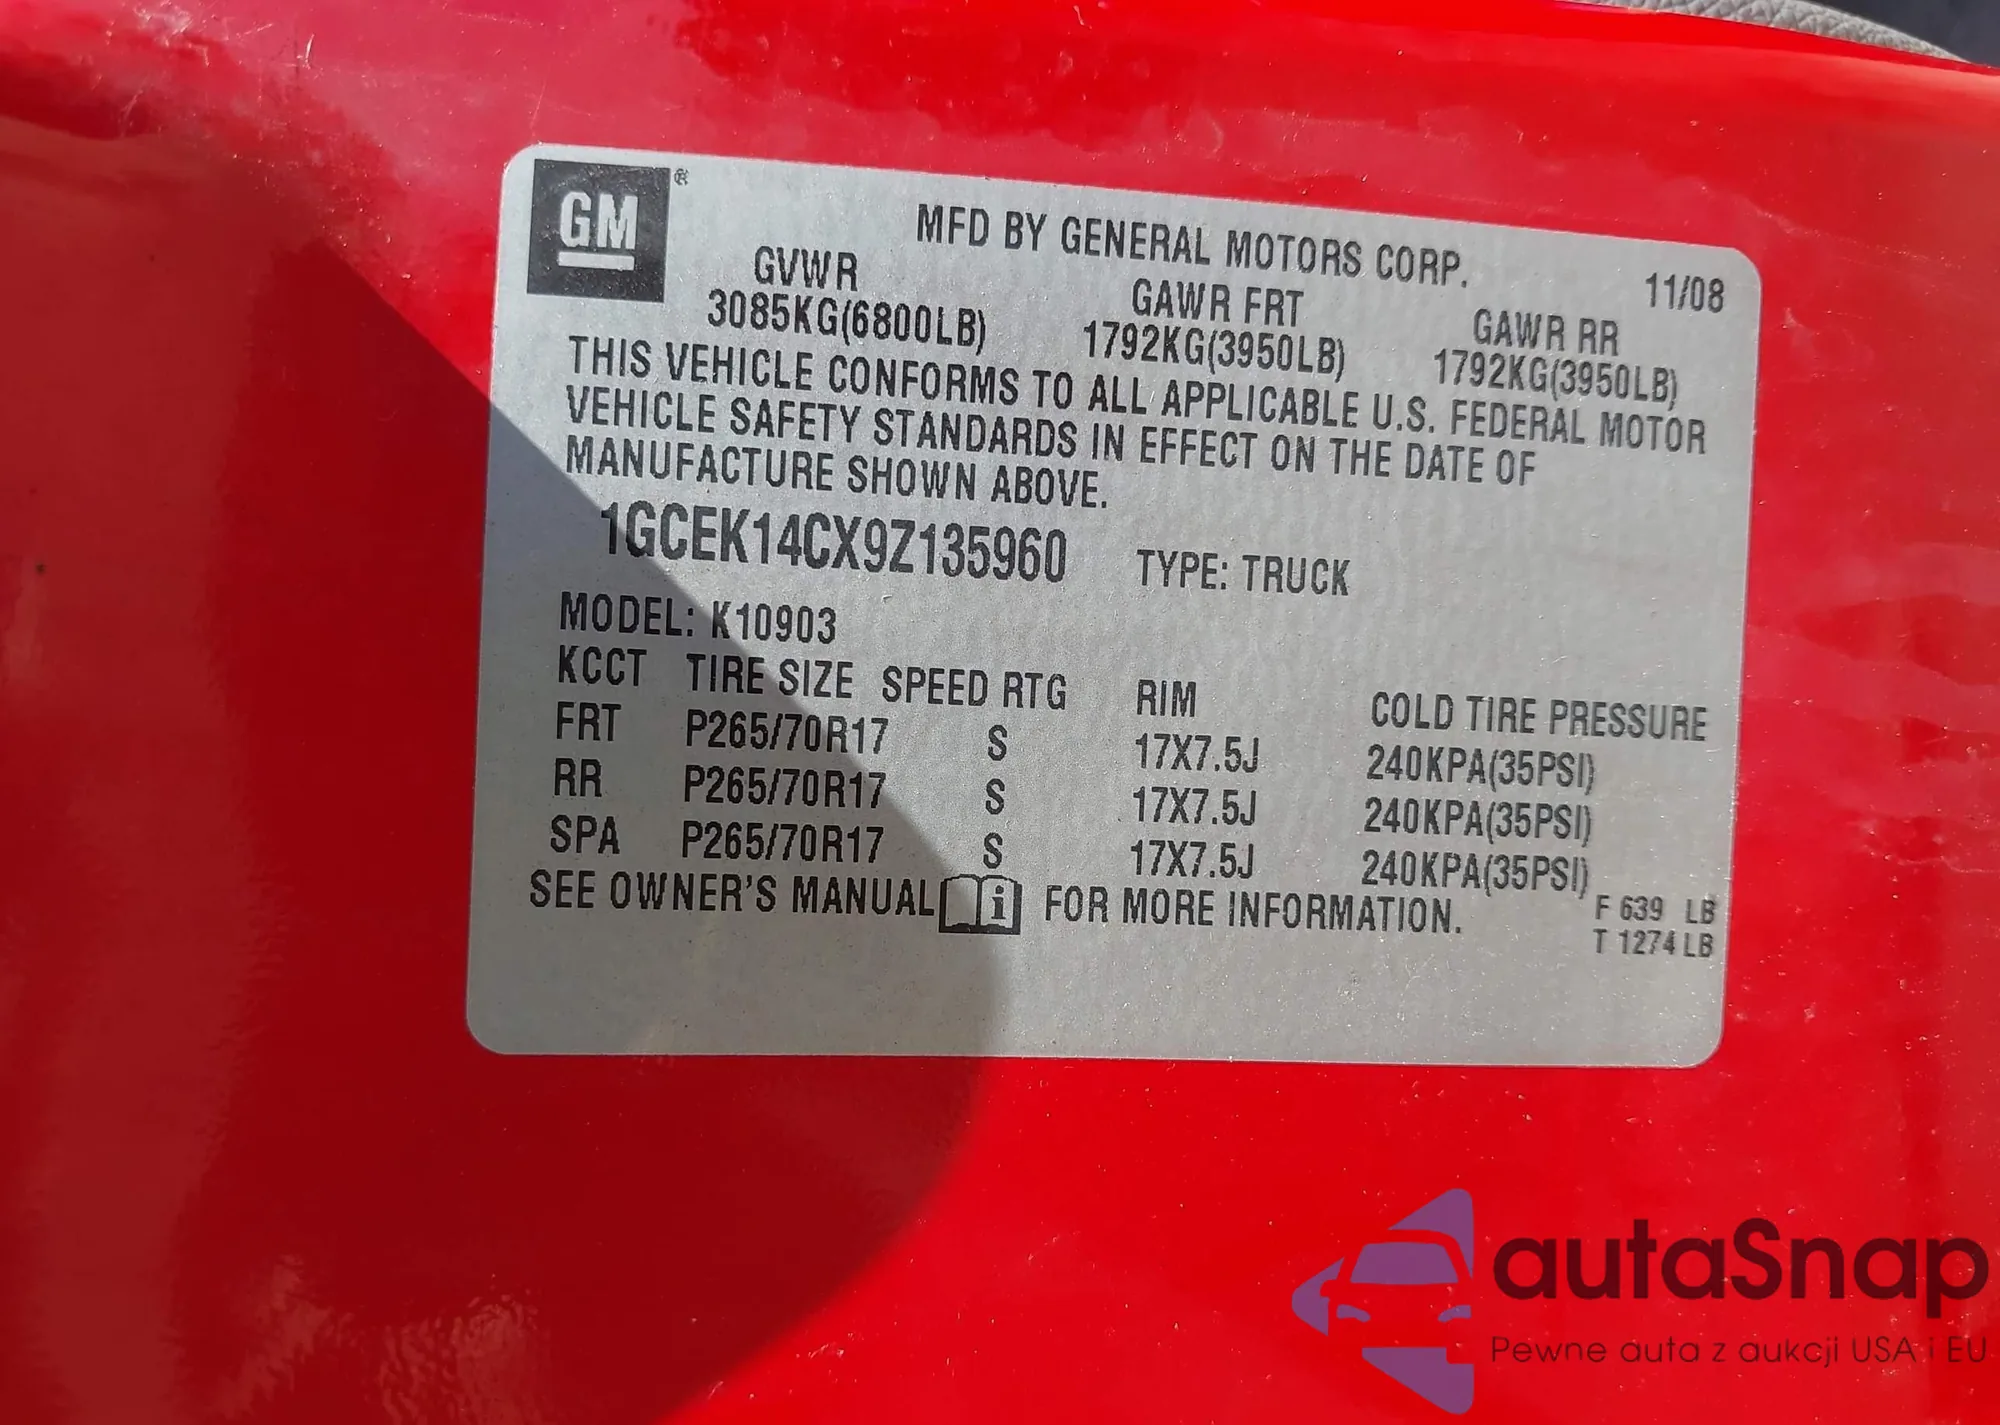 GM ®
MFD BY GENERAL MOTORS CORP. 11/08
GVWR GAWR FRT GAWR RR
3085KG(6800LB) 1792KG(3950LB) 1792KG(3950LB)
THIS VEHICLE CONFORMS TO ALL APPLICABLE U.S. FEDERAL MOTOR
VEHICLE SAFETY STANDARDS IN EFFECT ON THE DATE OF
MANUFACTURE SHOWN ABOVE.
1GCEK14CX9Z135960 TYPE: TRUCK
MODEL: K10903
KCCT TIRE SIZE SPEED RTG RIM COLD TIRE PRESSURE
FRT P265/70R17 S 17X7.5J 240KPA(35PSI)
RR P265/70R17 S 17X7.5J 240KPA(35PSI)
SPA P265/70R17 S 17X7.5J 240KPA(35PSI)
SEE OWNER'S MANUAL i FOR MORE INFORMATION.
F 639 LB
T 1274 LB
autaSnap
Pewne auta z aukcji USA i EU